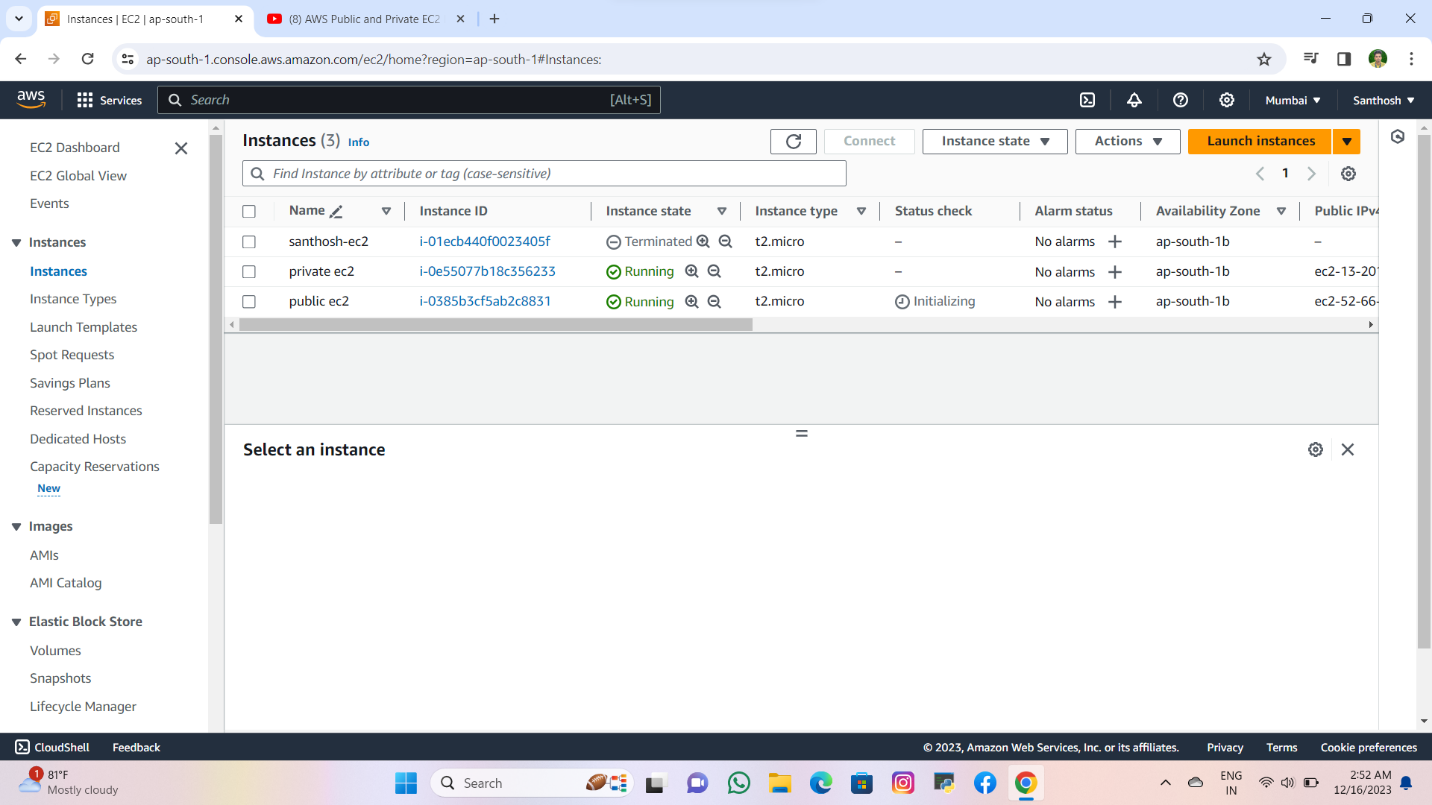 Instances | EC2 | ap-south-1
(8) AWS Public and Private EC2
ap-south-1.console.aws.amazon.com/ec2/home?region=ap-south-1#Instances:
aws
Services
Search
[Alt+S]
Mumbai
Santhosh
EC2 Dashboard
EC2 Global View
Events
Instances
Instances
Instance Types
Launch Templates
Spot Requests
Savings Plans
Reserved Instances
Dedicated Hosts
Capacity Reservations
New
Images
AMIs
AMI Catalog
Elastic Block Store
Volumes
Snapshots
Lifecycle Manager
Instances (3) Info
Connect
Instance state
Actions
Launch instances
Find Instance by attribute or tag (case-sensitive)
1
Name Instance ID Instance state Instance type Status check Alarm status Availability Zone Public IPv4
santhosh-ec2 i-01ecb440f0023405f Terminated t2.micro – No alarms + ap-south-1b –
private ec2 i-0e55077b18c356233 Running t2.micro – No alarms + ap-south-1b ec2-13-201
public ec2 i-0385b3cf5ab2c8831 Running t2.micro Initializing No alarms + ap-south-1b ec2-52-66-
Select an instance
CloudShell
Feedback
© 2023, Amazon Web Services, Inc. or its affiliates.
Privacy
Terms
Cookie preferences
1
81°F
Mostly cloudy
Search
ENG
IN
2:52 AM
12/16/2023